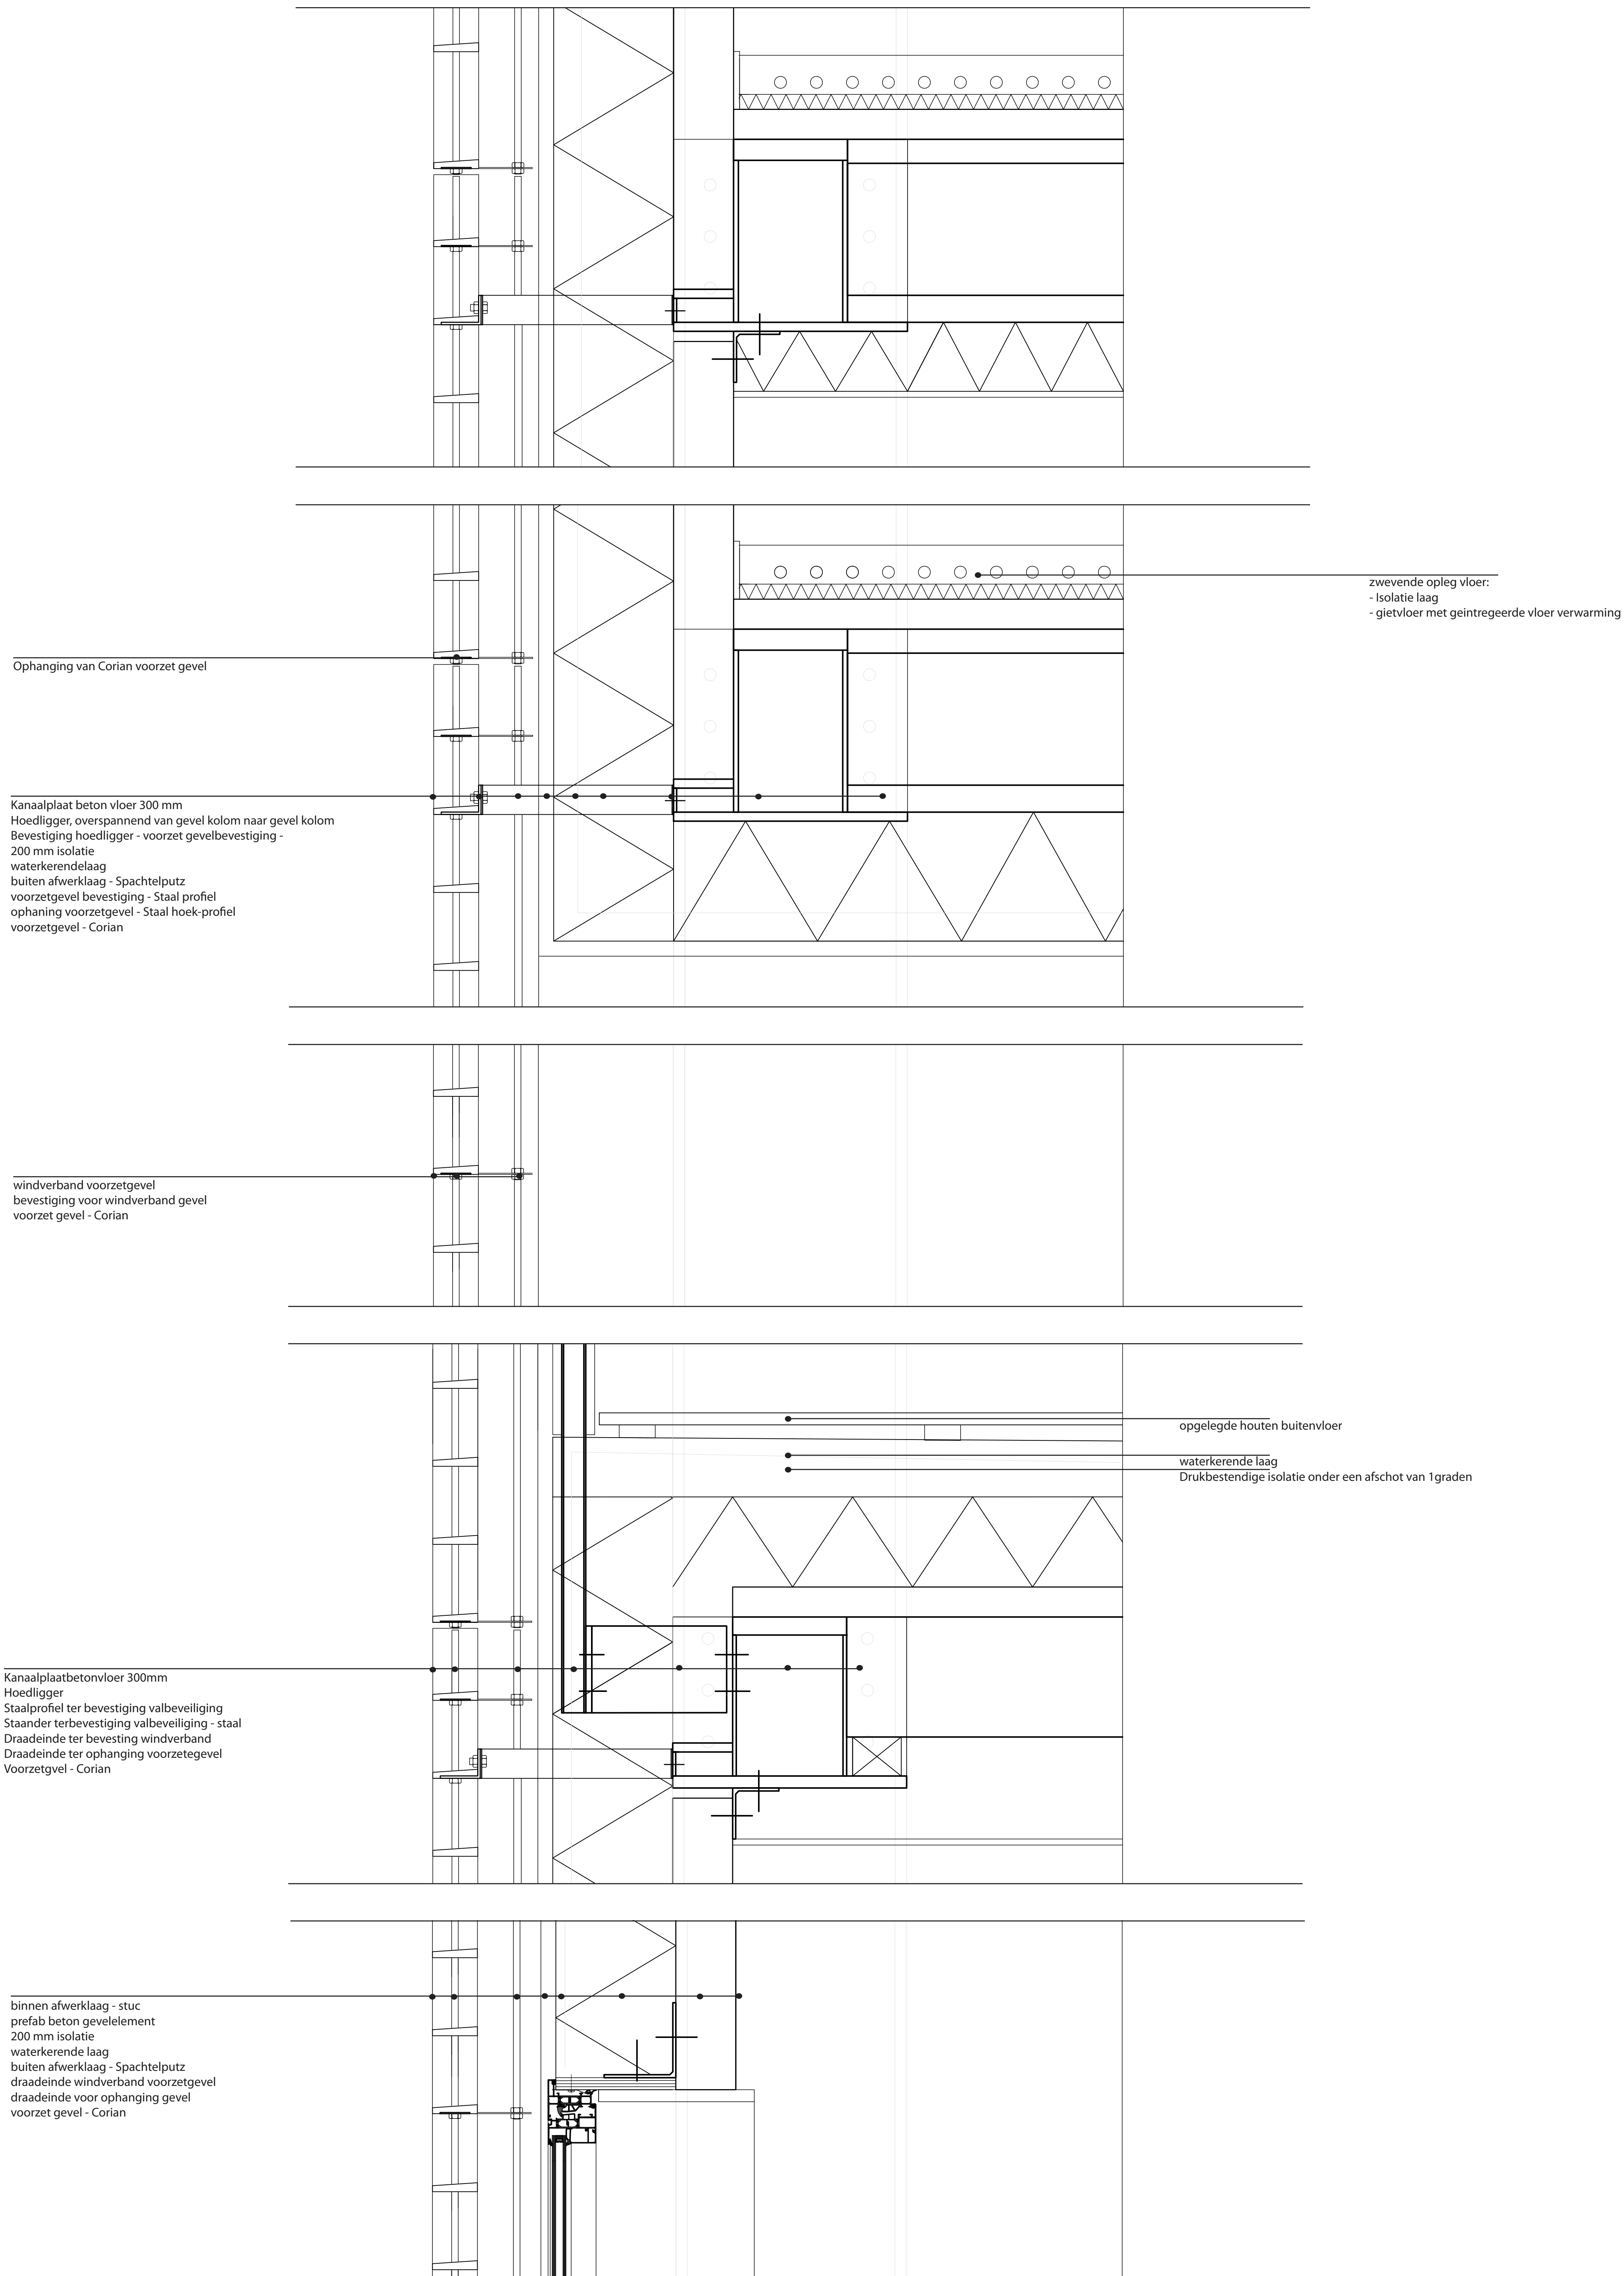 zwevende opleg vloer:
- Isolatie laag
- gietvloer met geintregeerde vloer verwarming
Ophanging van Corian voorzet gevel
Kanaalplaat beton vloer 300 mm
Hoedligger, overspannend van gevel kolom naar gevel kolom
Bevestiging hoedligger - voorzet gevelbevestiging -
200 mm isolatie
waterkerendelaag
buiten afwerklaag - Spachtelputz
voorzetgevel bevestiging - Staal profiel
ophaning voorzetgevel - Staal hoek-profiel
voorzetgevel - Corian
windverband voorzetgevel
bevestiging voor windverband gevel
voorzet gevel - Corian
opgelegde houten buitenvloer
waterkerende laag
Drukbestendige isolatie onder een afschot van 1graden
Kanaalplaatbetonvloer 300mm
Hoedligger
Staalprofiel ter bevestiging valbeveiliging
Staander terbevestiging valbeveiliging - staal
Draadeinde ter bevesting windverband
Draadeinde ter ophanging voorzetegevel
Voorzetgvel - Corian
binnen afwerklaag - stuc
prefab beton gevelelement
200 mm isolatie
waterkerende laag
buiten afwerklaag - Spachtelputz
draadeinde windverband voorzetgevel
draadeinde voor ophanging gevel
voorzet gevel - Corian